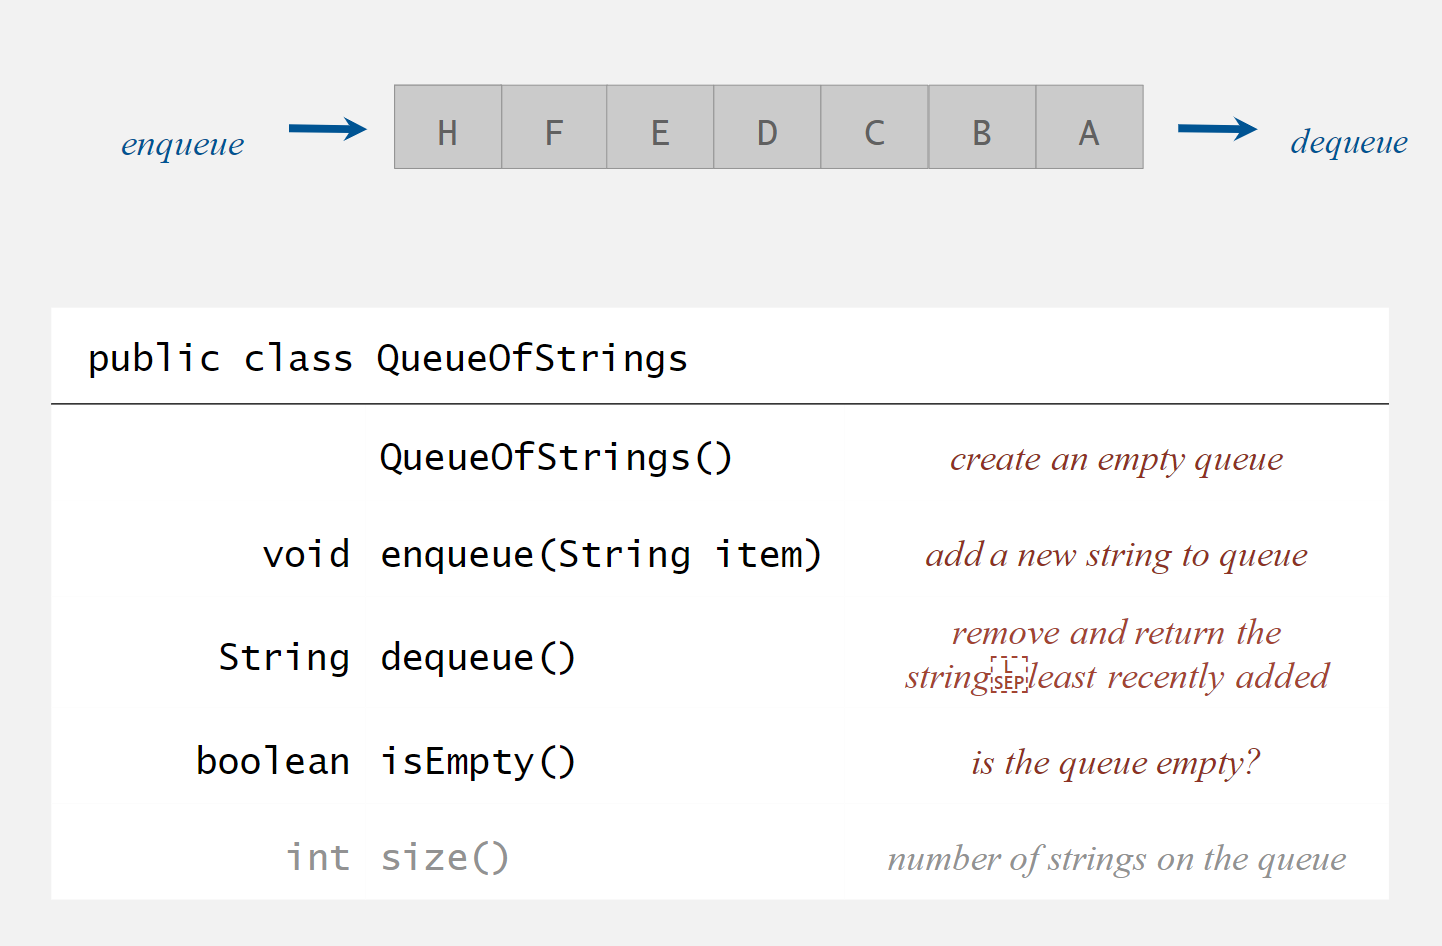 enqueue H F E D C B A dequeue
public class QueueOfStrings
QueueOfStrings() create an empty queue
void enqueue(String item) add a new string to queue
String dequeue() remove and return the
string L SEP least recently added
boolean isEmpty() is the queue empty?
int size() number of strings on the queue